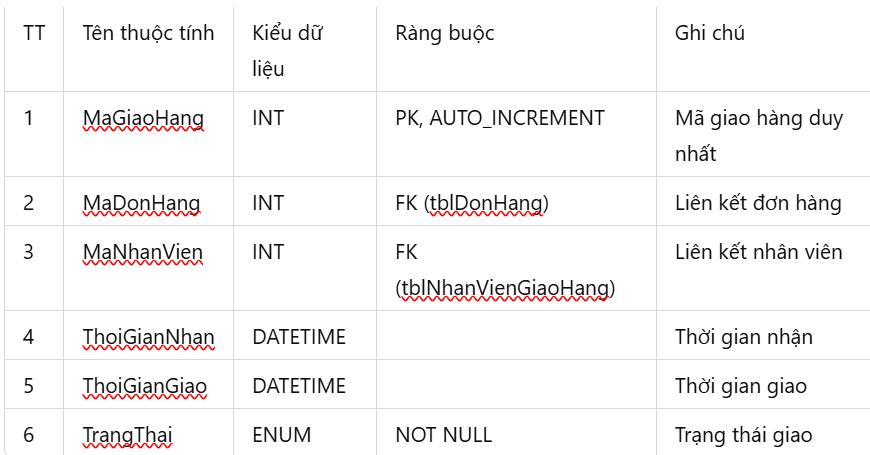 TT Tên thuộc tính Kiểu dữ liệu Ràng buộc Ghi chú
1 MaGiaoHang INT PK, AUTO_INCREMENT Mã giao hàng duy nhất
2 MaDonHang INT FK (tblDonHang) Liên kết đơn hàng
3 MaNhanVien INT FK (tblNhanVienGiaoHang) Liên kết nhân viên
4 ThoiGianNhan DATETIME Thời gian nhận
5 ThoiGianGiao DATETIME Thời gian giao
6 TrangThai ENUM NOT NULL Trạng thái giao